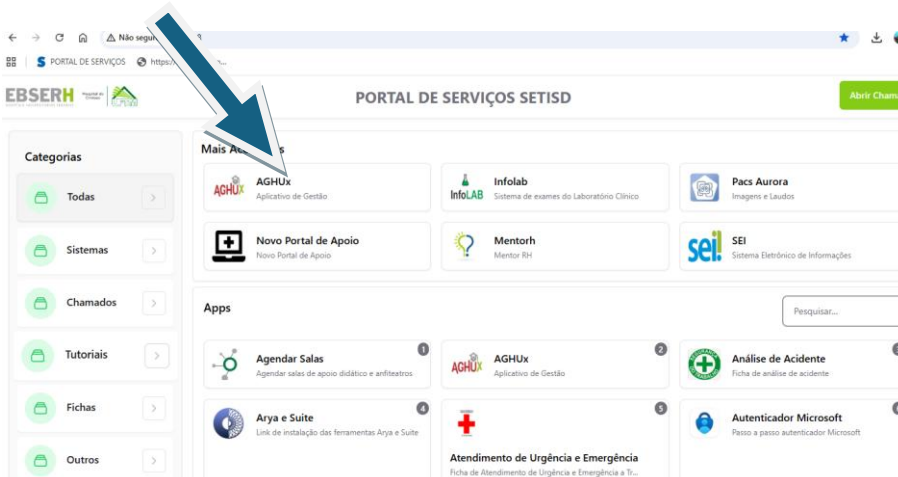 Não segu
PORTAL DE SERVIÇOS
https:/
EBSERH
PORTAL DE SERVIÇOS SETISD
Abrir Cham
Categorias
Todas
Sistemas
Chamados
Tutoriais
Fichas
Outros
Mais Ac
AGHUX
AGHUx
Aplicativo de Gestão
InfoLAB
Infolab
Sistema de exames do Laboratório Clínico
Pacs Aurora
Imagens e Laudos
Novo Portal de Apoio
Novo Portal de Apoio
Mentorh
Mentor RH
sei!
SEI
Sistema Eletrônico de Informações
Apps
Pesquisar...
1
Agendar Salas
Agendar salas de apoio didático e anfiteatros
2
AGHUX
AGHUx
Aplicativo de Gestão
Análise de Acidente
Ficha de análise de acidente
4
Arya e Suite
Link de instalação das ferramentas Arya e Suite
5
Atendimento de Urgência e Emergência
Ficha de Atendimento de Urgência e Emergência a Tr...
Autenticador Microsoft
Passo a passo autenticador Microsoft